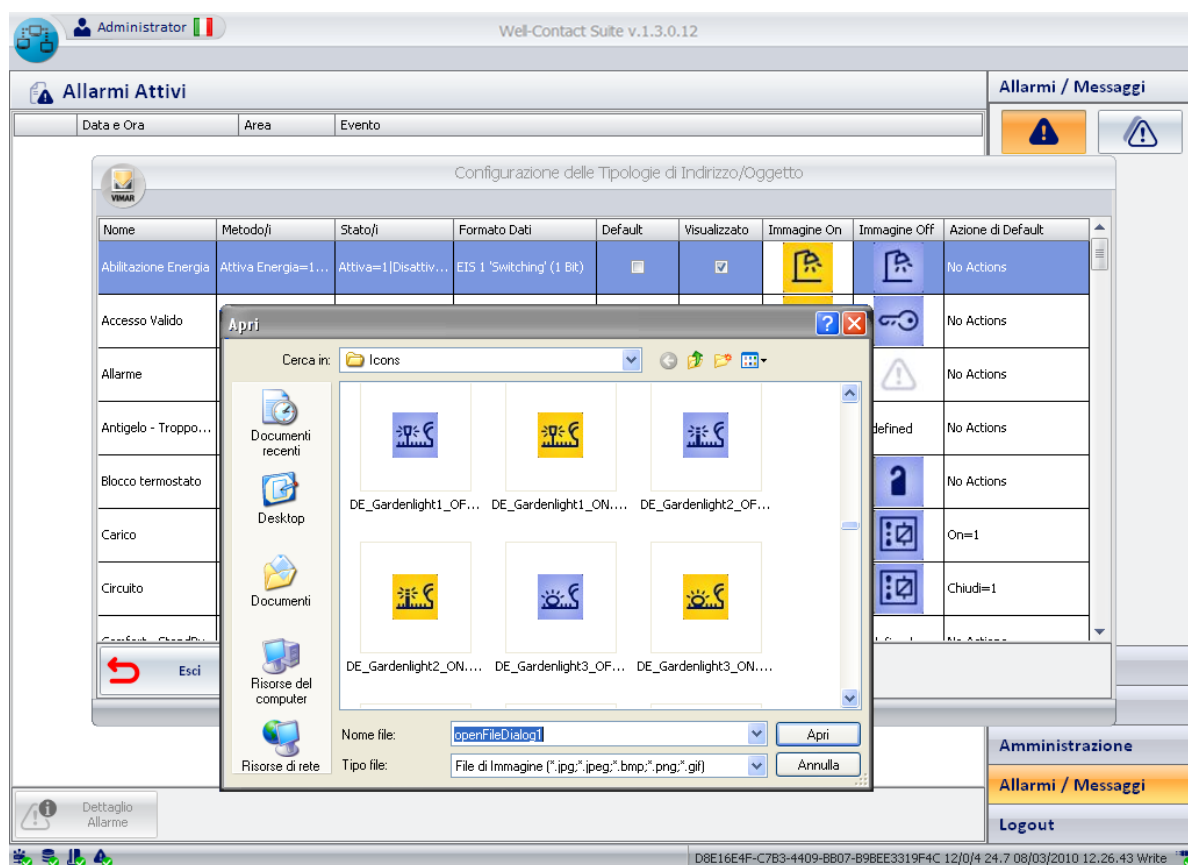 Administrator
Well-Contact Suite v.1.3.0.12
Allarmi Attivi
Allarmi / Messaggi
Data e Ora Area Evento
Configurazione delle Tipologie di Indirizzo/Oggetto
VIMAR
Nome Metodo/i Stato/i Formato Dati Default Visualizzato Immagine On Immagine Off Azione di Default
Abilitazione Energia Attiva Energia=1... Attiva=1|Disattiv... EIS 1 'Switching' (1 Bit) No Actions
Accesso Valido No Actions
Allarme No Actions
Antigelo - Troppo... defined No Actions
Blocco termostato No Actions
Carico On=1
Circuito Chiudi=1
Apri
Cerca in: Icons
Documenti recenti
Desktop
Documenti
Risorse del computer
Risorse di rete
DE_Gardenlight1_OF... DE_Gardenlight1_ON.... DE_Gardenlight2_OF...
DE_Gardenlight2_ON.... DE_Gardenlight3_OF... DE_Gardenlight3_ON....
Nome file: openFileDialog1 Apri
Tipo file: File di Immagine (*.jpg;*.jpeg;*.bmp;*.png;*.gif) Annulla
Esci
Amministrazione
Allarmi / Messaggi
Logout
Dettaglio
Allarme
D8E16E4F-C7B3-4409-BB07-B9BEE3319F4C 12/0/4 24.7 08/03/2010 12.26.43 Write